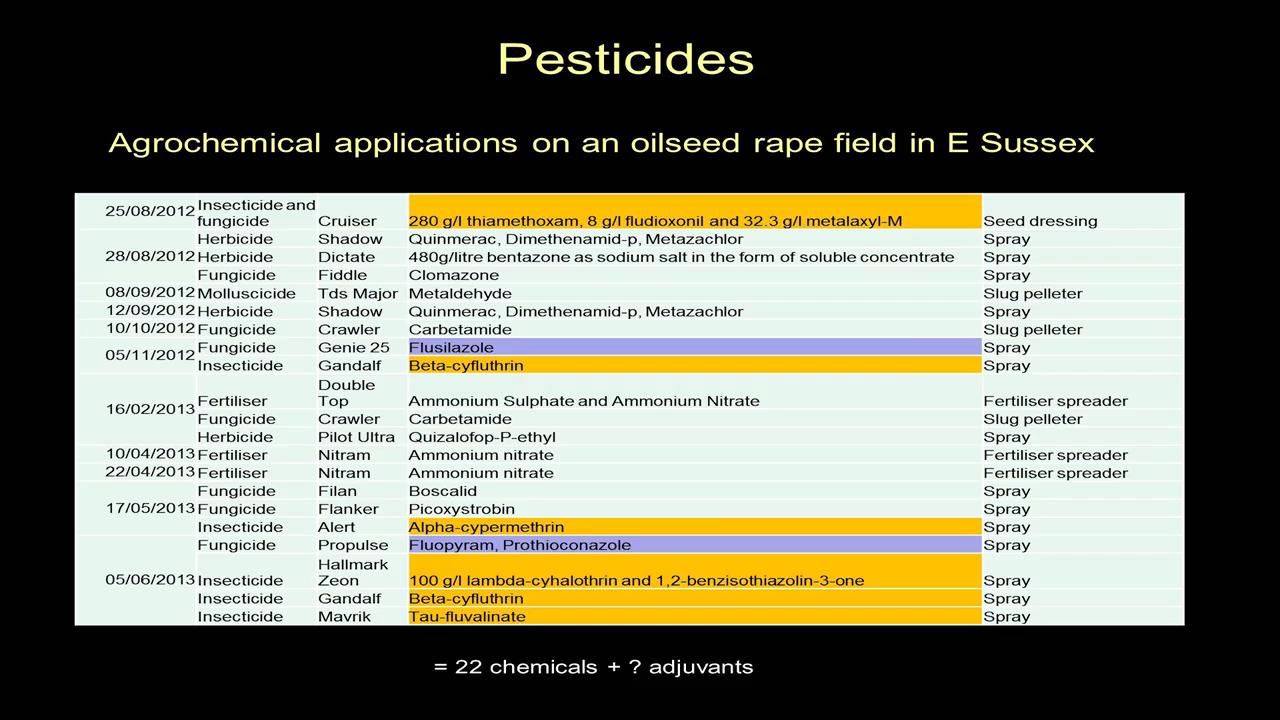 Pesticides
Agrochemical applications on an oilseed rape field in E Sussex
25/08/2012 Insecticide and fungicide Cruiser 280 g/l thiamethoxam, 8 g/l fludioxonil and 32.3 g/l metalaxyl-M Seed dressing
Herbicide Shadow Quinmerac, Dimethenamid-p, Metazachlor Spray
28/08/2012 Herbicide Dictate 480g/litre bentazone as sodium salt in the form of soluble concentrate Spray
Fungicide Fiddle Clomazone Spray
08/09/2012 Molluscicide Tds Major Metaldehyde Slug pelleter
12/09/2012 Herbicide Shadow Quinmerac, Dimethenamid-p, Metazachlor Spray
10/10/2012 Fungicide Crawler Carbetamide Slug pelleter
05/11/2012 Fungicide Genie 25 Flusilazole Spray
Insecticide Gandalf Beta-cyfluthrin Spray
16/02/2013 Fertiliser Double Top Ammonium Sulphate and Ammonium Nitrate Fertiliser spreader
Fungicide Crawler Carbetamide Slug pelleter
Herbicide Pilot Ultra Quizalofop-P-ethyl Spray
10/04/2013 Fertiliser Nitram Ammonium nitrate Fertiliser spreader
22/04/2013 Fertiliser Nitram Ammonium nitrate Fertiliser spreader
Fungicide Filan Boscalid Spray
17/05/2013 Fungicide Flanker Picoxystrobin Spray
Insecticide Alert Alpha-cypermethrin Spray
Fungicide Propulse Fluopyram, Prothioconazole Spray
05/06/2013 Insecticide Hallmark Zeon 100 g/l lambda-cyhalothrin and 1,2-benzisothiazolin-3-one Spray
Insecticide Gandalf Beta-cyfluthrin Spray
Insecticide Mavrik Tau-fluvalinate Spray
= 22 chemicals + ? adjuvants